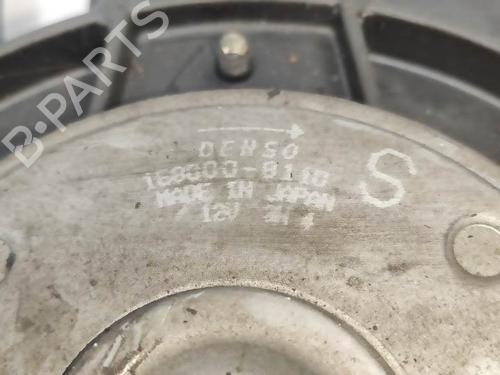 B-PARTS
DENSO
168000-8110
MADE IN JAPAN
12V
S